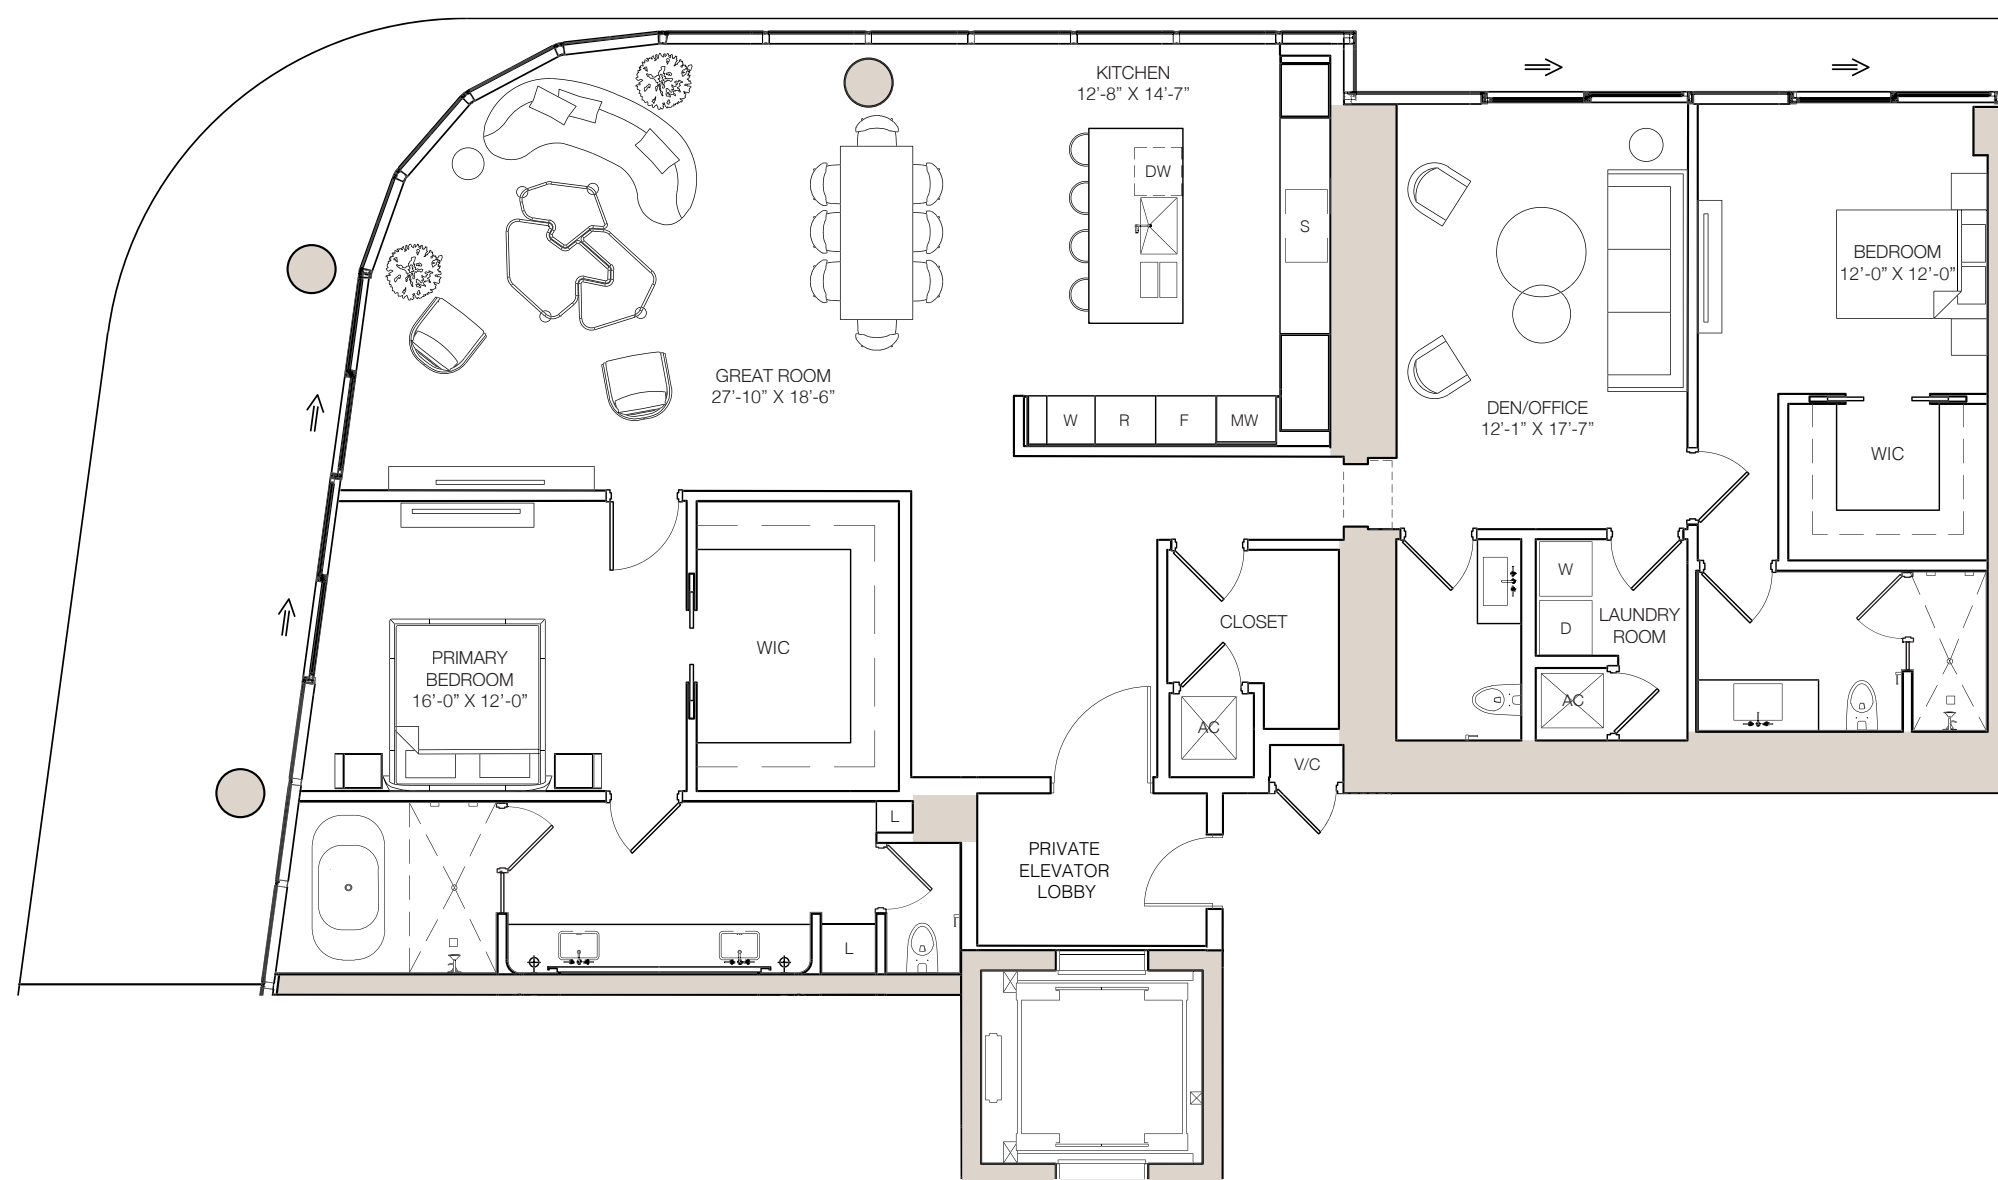 KITCHEN
12'-8" X 14'-7"
DW
S
BEDROOM
12'-0" X 12'-0"
GREAT ROOM
27'-10" X 18'-6"
W
R
F
MW
DEN/OFFICE
12'-1" X 17'-7"
WIC
W
D
LAUNDRY
ROOM
AC
CLOSET
AC
V/C
WIC
PRIMARY
BEDROOM
16'-0" X 12'-0"
L
PRIVATE
ELEVATOR
LOBBY
L